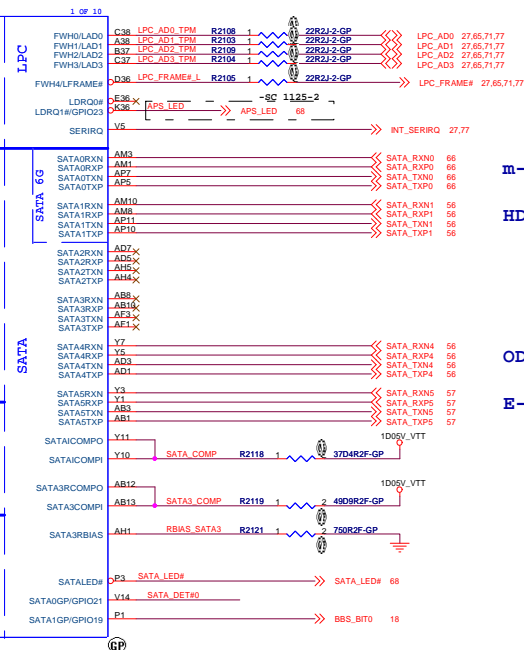 1 OF 10
LPC
FWH0/LAD0 C38 LPC_AD0_TPM R2108 1 22R2J-2-GP LPC_AD0 27,65,71,77
FWH1/LAD1 A38 LPC_AD1_TPM R2103 1 22R2J-2-GP LPC_AD1 27,65,71,77
FWH2/LAD2 B37 LPC_AD2_TPM R2109 1 22R2J-2-GP LPC_AD2 27,65,71,77
FWH3/LAD3 C37 LPC_AD3_TPM R2104 1 22R2J-2-GP LPC_AD3 27,65,71,77
FWH4/LFRAME# D36 LPC_FRAME#_L R2105 1 22R2J-2-GP LPC_FRAME# 27,65,71,77
-SC 1125-2
LDRQ0# E36
LDRQ1#/GPIO23 K36 APS_LED APS_LED 68
SERIRQ V5 INT_SERIRQ 27,77
SATA 6G
SATA0RXN AM3 SATA_RXN0 66
SATA0RXP AM1 SATA_RXP0 66
SATA0TXN AP7 SATA_TXN0 66
SATA0TXP AP5 SATA_TXP0 66
m-
SATA1RXN AM10 SATA_RXN1 56
SATA1RXP AM8 SATA_RXP1 56
SATA1TXN AP11 SATA_TXN1 56
SATA1TXP AP10 SATA_TXP1 56
HD
SATA2RXN AD7
SATA2RXP AD5
SATA2TXN AH5
SATA2TXP AH4
SATA
SATA3RXN AB8
SATA3RXP AB10
SATA3TXN AF3
SATA3TXP AF1
SATA4RXN Y7 SATA_RXN4 56
SATA4RXP Y5 SATA_RXP4 56
SATA4TXN AD3 SATA_TXN4 56
SATA4TXP AD1 SATA_TXP4 56
OD
SATA5RXN Y3 SATA_RXN5 57
SATA5RXP Y1 SATA_RXP5 57
SATA5TXN AB3 SATA_TXN5 57
SATA5TXP AB1 SATA_TXP5 57
E-
1D05V_VTT
SATAICOMPO Y11
SATAICOMPI Y10 SATA_COMP R2118 1 37D4R2F-GP
1D05V_VTT
SATA3RCOMPO AB12
SATA3COMPI AB13 SATA3_COMP R2119 1 2 49D9R2F-GP
SATA3RBIAS AH1 RBIAS_SATA3 R2121 1 2 750R2F-GP
SATALED# P3 SATA_LED# SATA_LED# 68
SATA0GP/GPIO21 V14 SATA_DET#0
SATA1GP/GPIO19 P1 BBS_BIT0 18
GP